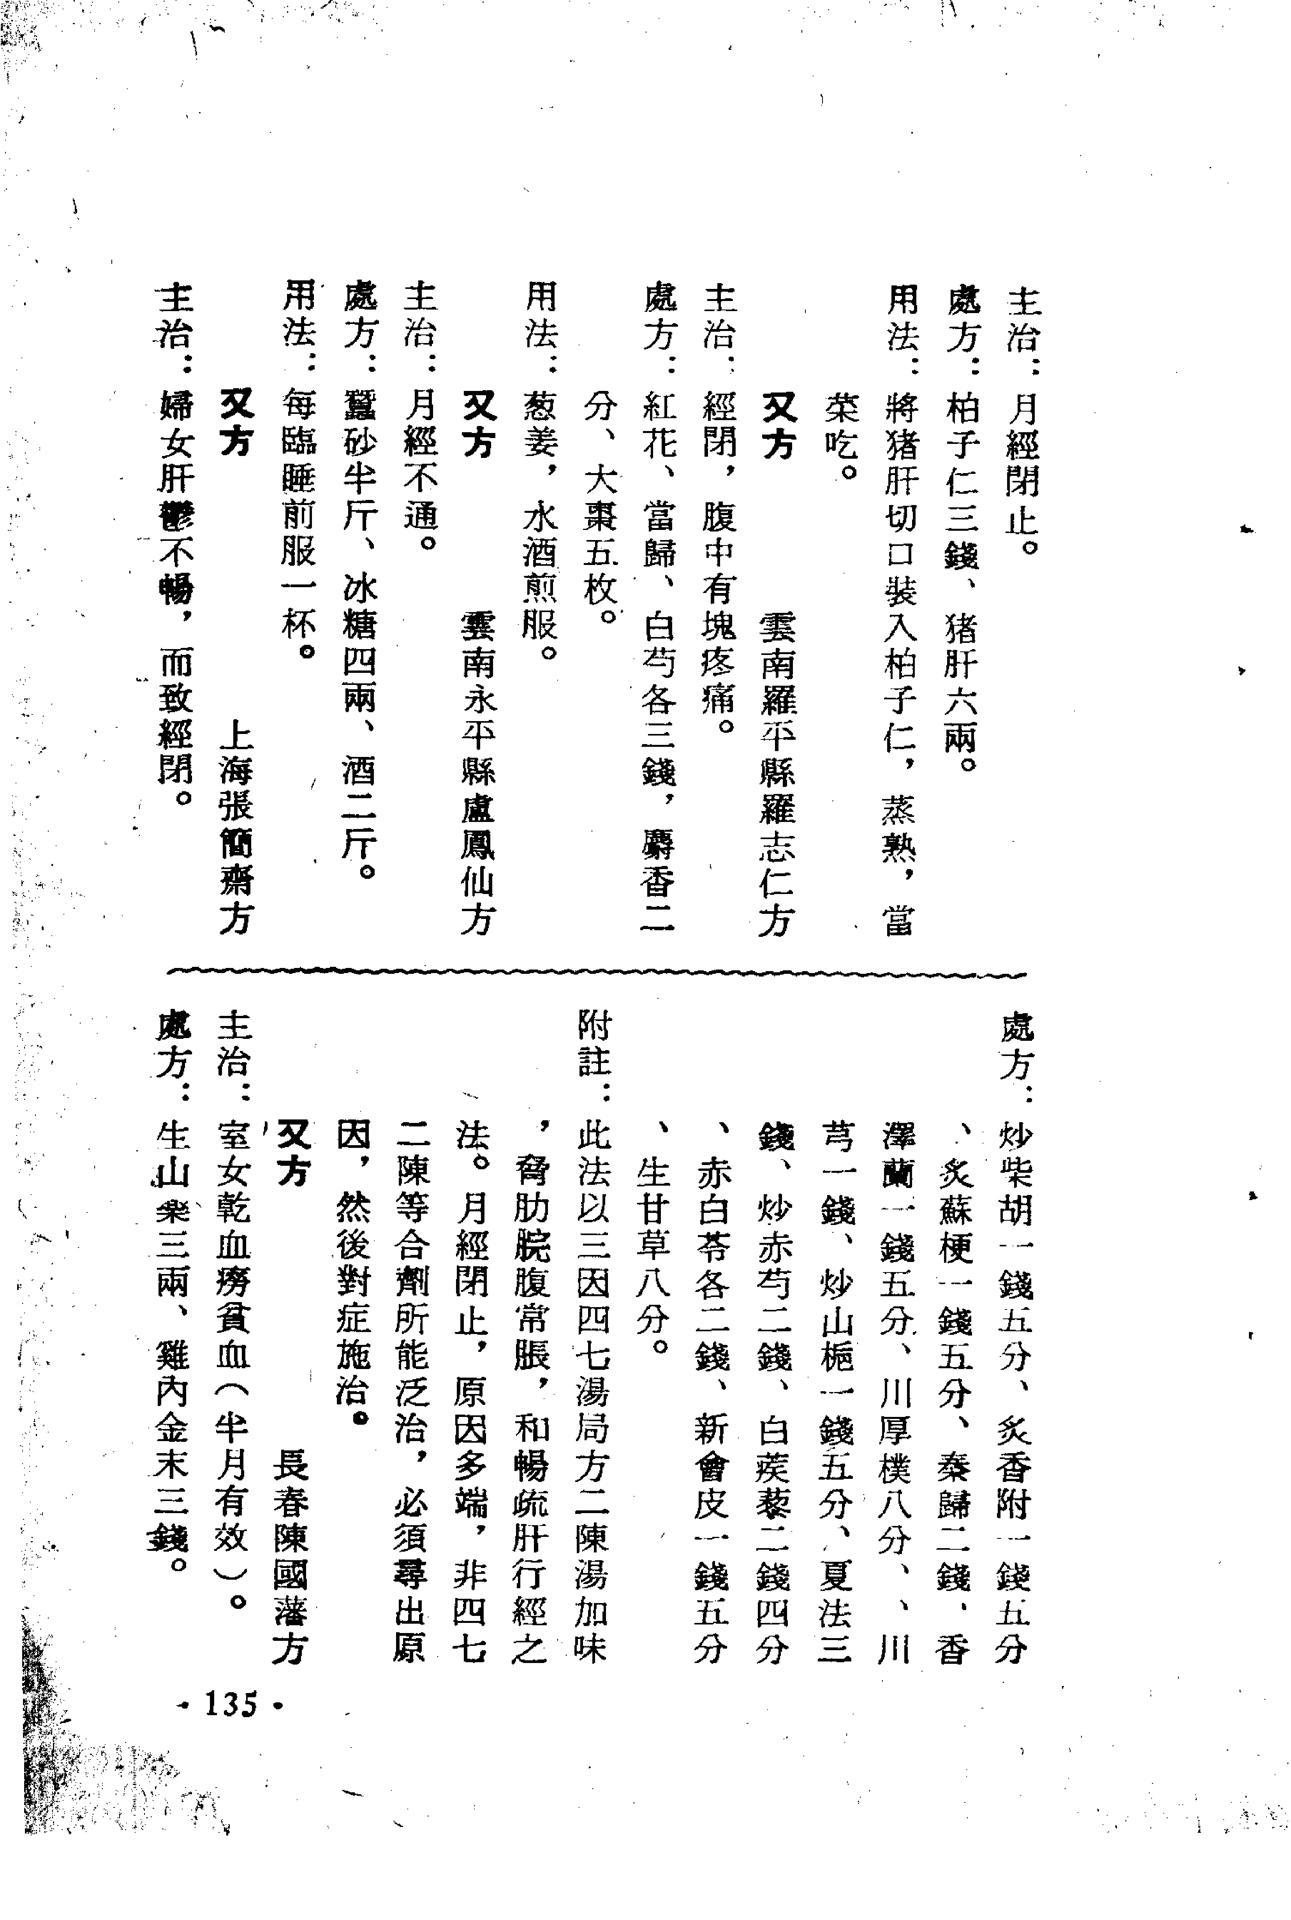 主治：月經閉止。
處方：柏子仁三錢、猪肝六兩。
用法：將猪肝切口裝入柏子仁，蒸熟，當
菜吃。
又方　雲南羅平縣羅志仁方
主治：經閉，腹中有塊疼痛。
處方：紅花、當歸、白芍各三錢，麝香二
分、大棗五枚。
用法：葱姜，水酒煎服。
又方　雲南永平縣盧鳳仙方
主治：月經不通。
處方：蠶砂半斤、冰糖四兩、酒二斤。
用法：每臨睡前服一杯。
又方　上海張簡齋方
主治：婦女肝鬱不暢，而致經閉。
處方：炒柴胡一錢五分、炙香附一錢五分
、炙蘇梗一錢五分、秦歸二錢、香
澤蘭一錢五分、川厚樸八分、、川
芎一錢、炒山梔一錢五分、夏法三
錢、炒赤芍二錢、白蒺藜二錢四分
、赤白苓各二錢、新會皮一錢五分
、生甘草八分。
附註：此法以三因四七湯局方二陳湯加味
，脅肋脘腹常脹，和暢疏肝行經之
法。月經閉止，原因多端，非四七
二陳等合劑所能泛治，必須尋出原
因，然後對症施治。
又方　長春陳國藩方
主治：室女乾血癆貧血（半月有效）。
處方：生山藥三兩、雞內金末三錢。
·135·